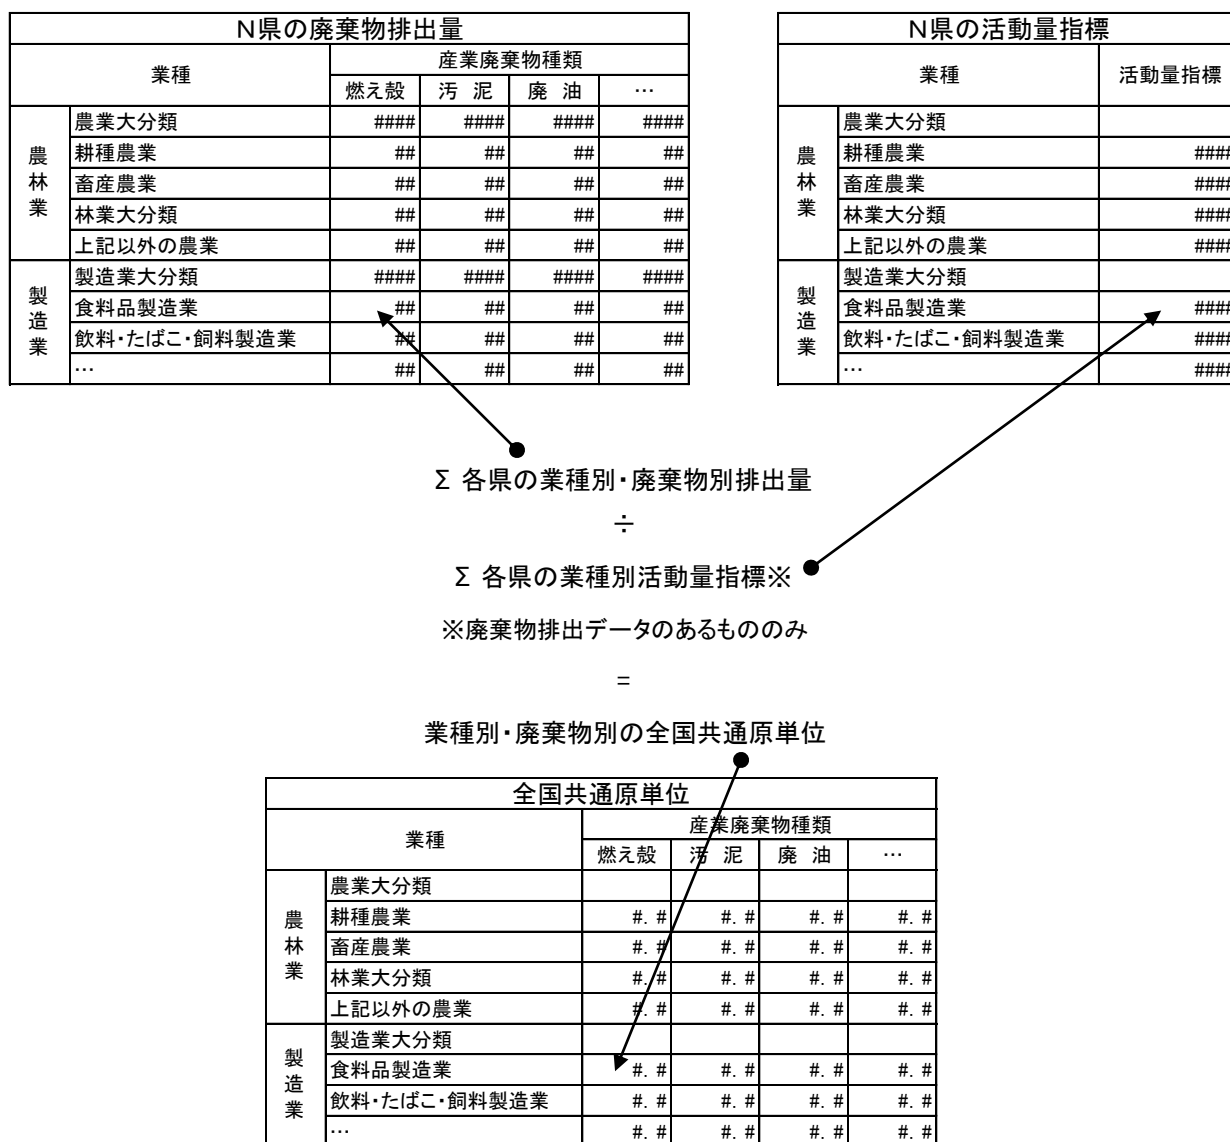 N県の廃棄物排出量
業種 産業廃棄物種類
燃え殻 汚 泥 廃 油 …
農林業
農業大分類 #### #### #### ####
耕種農業 ## ## ## ##
畜産農業 ## ## ## ##
林業大分類 ## ## ## ##
上記以外の農業 ## ## ## ##
製造業
製造業大分類 #### #### #### ####
食料品製造業 ## ## ## ##
飲料・たばこ・飼料製造業 ## ## ## ##
… ## ## ## ##
N県の活動量指標
業種 活動量指標
農林業
農業大分類
耕種農業 ####
畜産農業 ####
林業大分類 ####
上記以外の農業 ####
製造業
製造業大分類
食料品製造業 ####
飲料・たばこ・飼料製造業 ####
… ####
Σ 各県の業種別・廃棄物別排出量
÷
Σ 各県の業種別活動量指標※
※廃棄物排出データのあるもののみ
=
業種別・廃棄物別の全国共通原単位
全国共通原単位
業種 産業廃棄物種類
燃え殻 汚 泥 廃 油 …
農林業
農業大分類
耕種農業 #. # #. # #. # #. #
畜産農業 #. # #. # #. # #. #
林業大分類 #. # #. # #. # #. #
上記以外の農業 #. # #. # #. # #. #
製造業
製造業大分類
食料品製造業 #. # #. # #. # #. #
飲料・たばこ・飼料製造業 #. # #. # #. # #. #
… #. # #. # #. # #. #